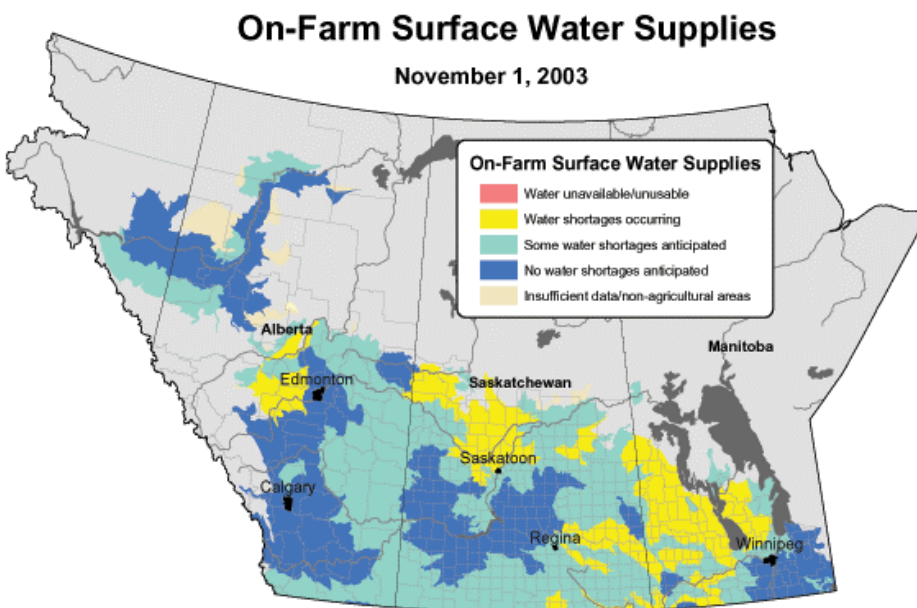 On-Farm Surface Water Supplies
November 1, 2003
On-Farm Surface Water Supplies
Water unavailable/unusable
Water shortages occurring
Some water shortages anticipated
No water shortages anticipated
Insufficient data/non-agricultural areas
Alberta
Manitoba
Edmonton
Saskatchewan
Saskatoon
Calgary
Regina
Winnipeg